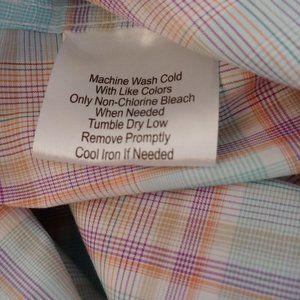 Machine Wash Cold
With Like Colors
Only Non-Chlorine Bleach
When Needed
Tumble Dry Low
Remove Promptly
Cool Iron If Needed